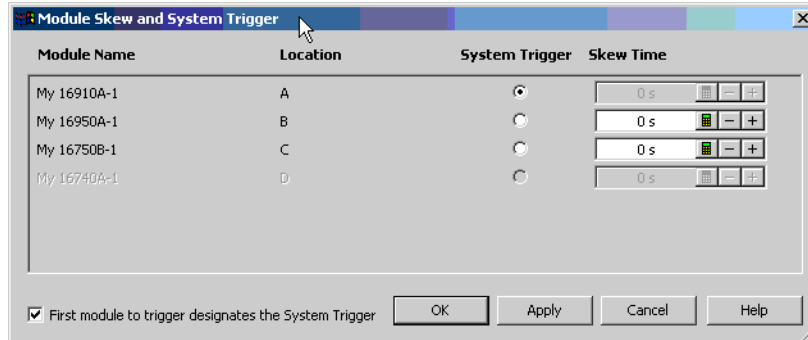 Module Skew and System Trigger
Module Name Location System Trigger Skew Time
My 16910A-1 A 0 s
My 16950A-1 B 0 s
My 16750B-1 C 0 s
My 16740A-1 D 0 s
First module to trigger designates the System Trigger OK Apply Cancel Help